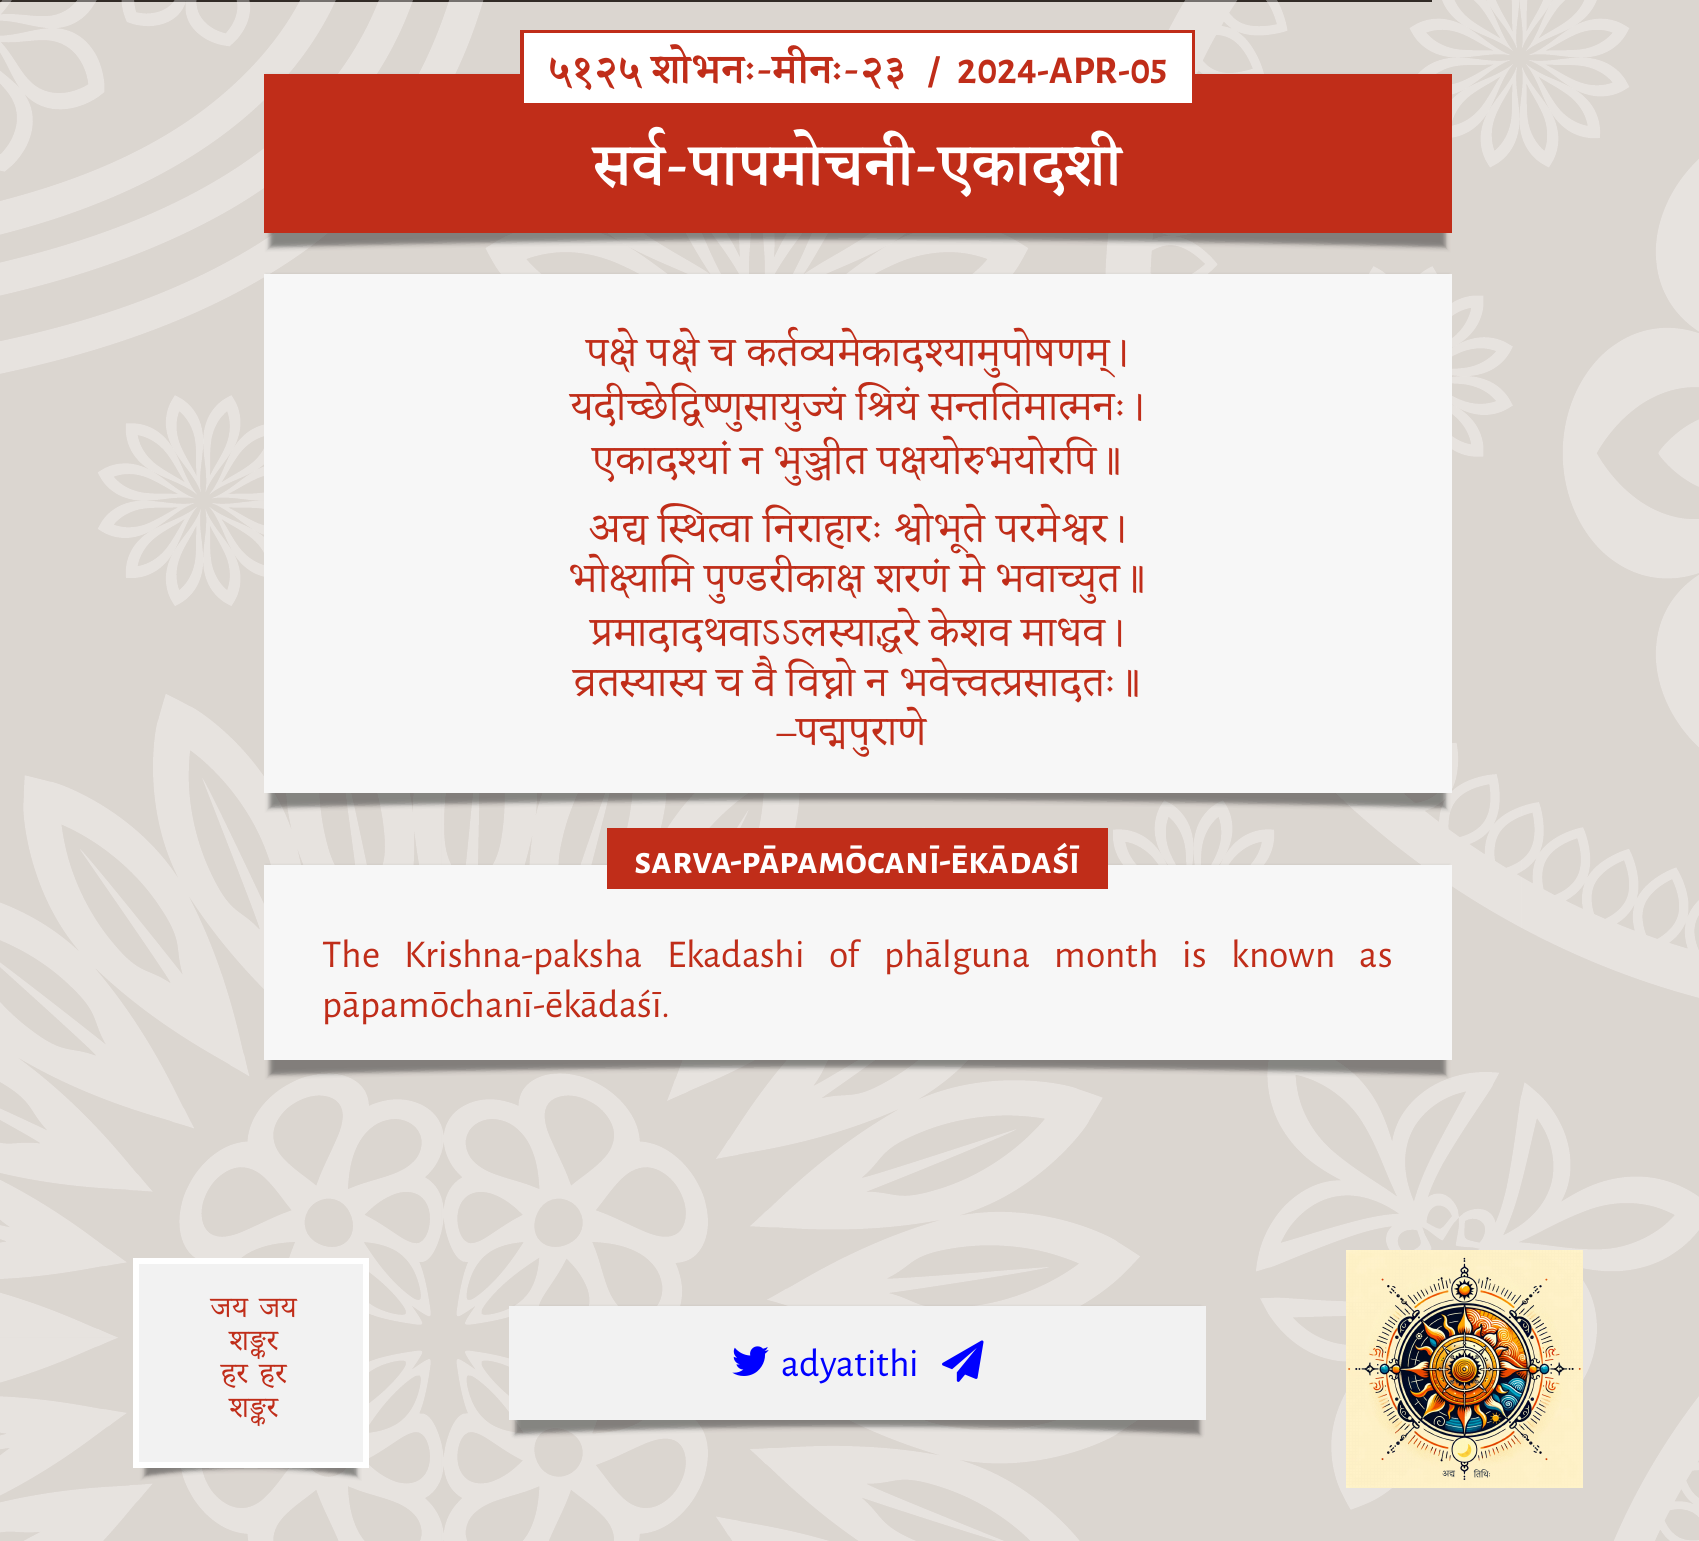 ५१२५ शोभनः-मीनः-२३ / 2024-APR-05
सर्व-पापमोचनी-एकादशी
पक्षे पक्षे च कर्तव्यमेकादश्यामुपोषणम्।
यदीच्छेद्विष्णुसायुज्यं श्रियं सन्ततिमात्मनः।
एकादश्यां न भुञ्जीत पक्षयोरुभयोरपि॥
अद्य स्थित्वा निराहारः श्वोभूते परमेश्वर।
भोक्ष्यामि पुण्डरीकाक्ष शरणं मे भवाच्युत॥
प्रमादादथवाऽऽलस्याद्धरे केशव माधव।
व्रतस्यास्य च वै विघ्नो न भवेत्त्वत्प्रसादतः॥
–पद्मपुराणे
SARVA-PĀPAMŌCANĪ-ĒKĀDAŚĪ
The Krishna-paksha Ekadashi of phālguna month is known as
pāpamōchanī-ēkādaśī.
जय जय
शङ्कर
हर हर
शङ्कर
adyatithi
अद्य तिथिः